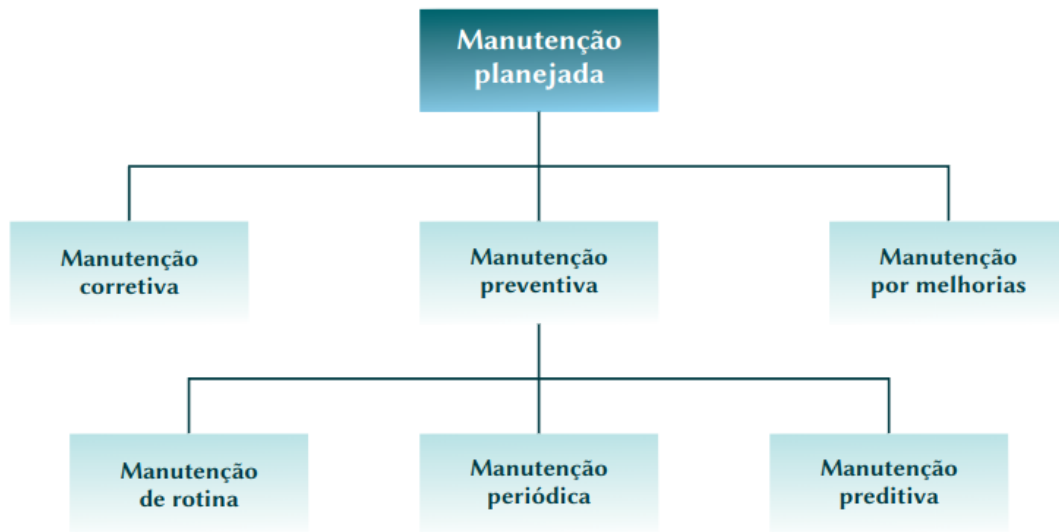 Manutenção
planejada
Manutenção
corretiva
Manutenção
preventiva
Manutenção
por melhorias
Manutenção
de rotina
Manutenção
periódica
Manutenção
preditiva